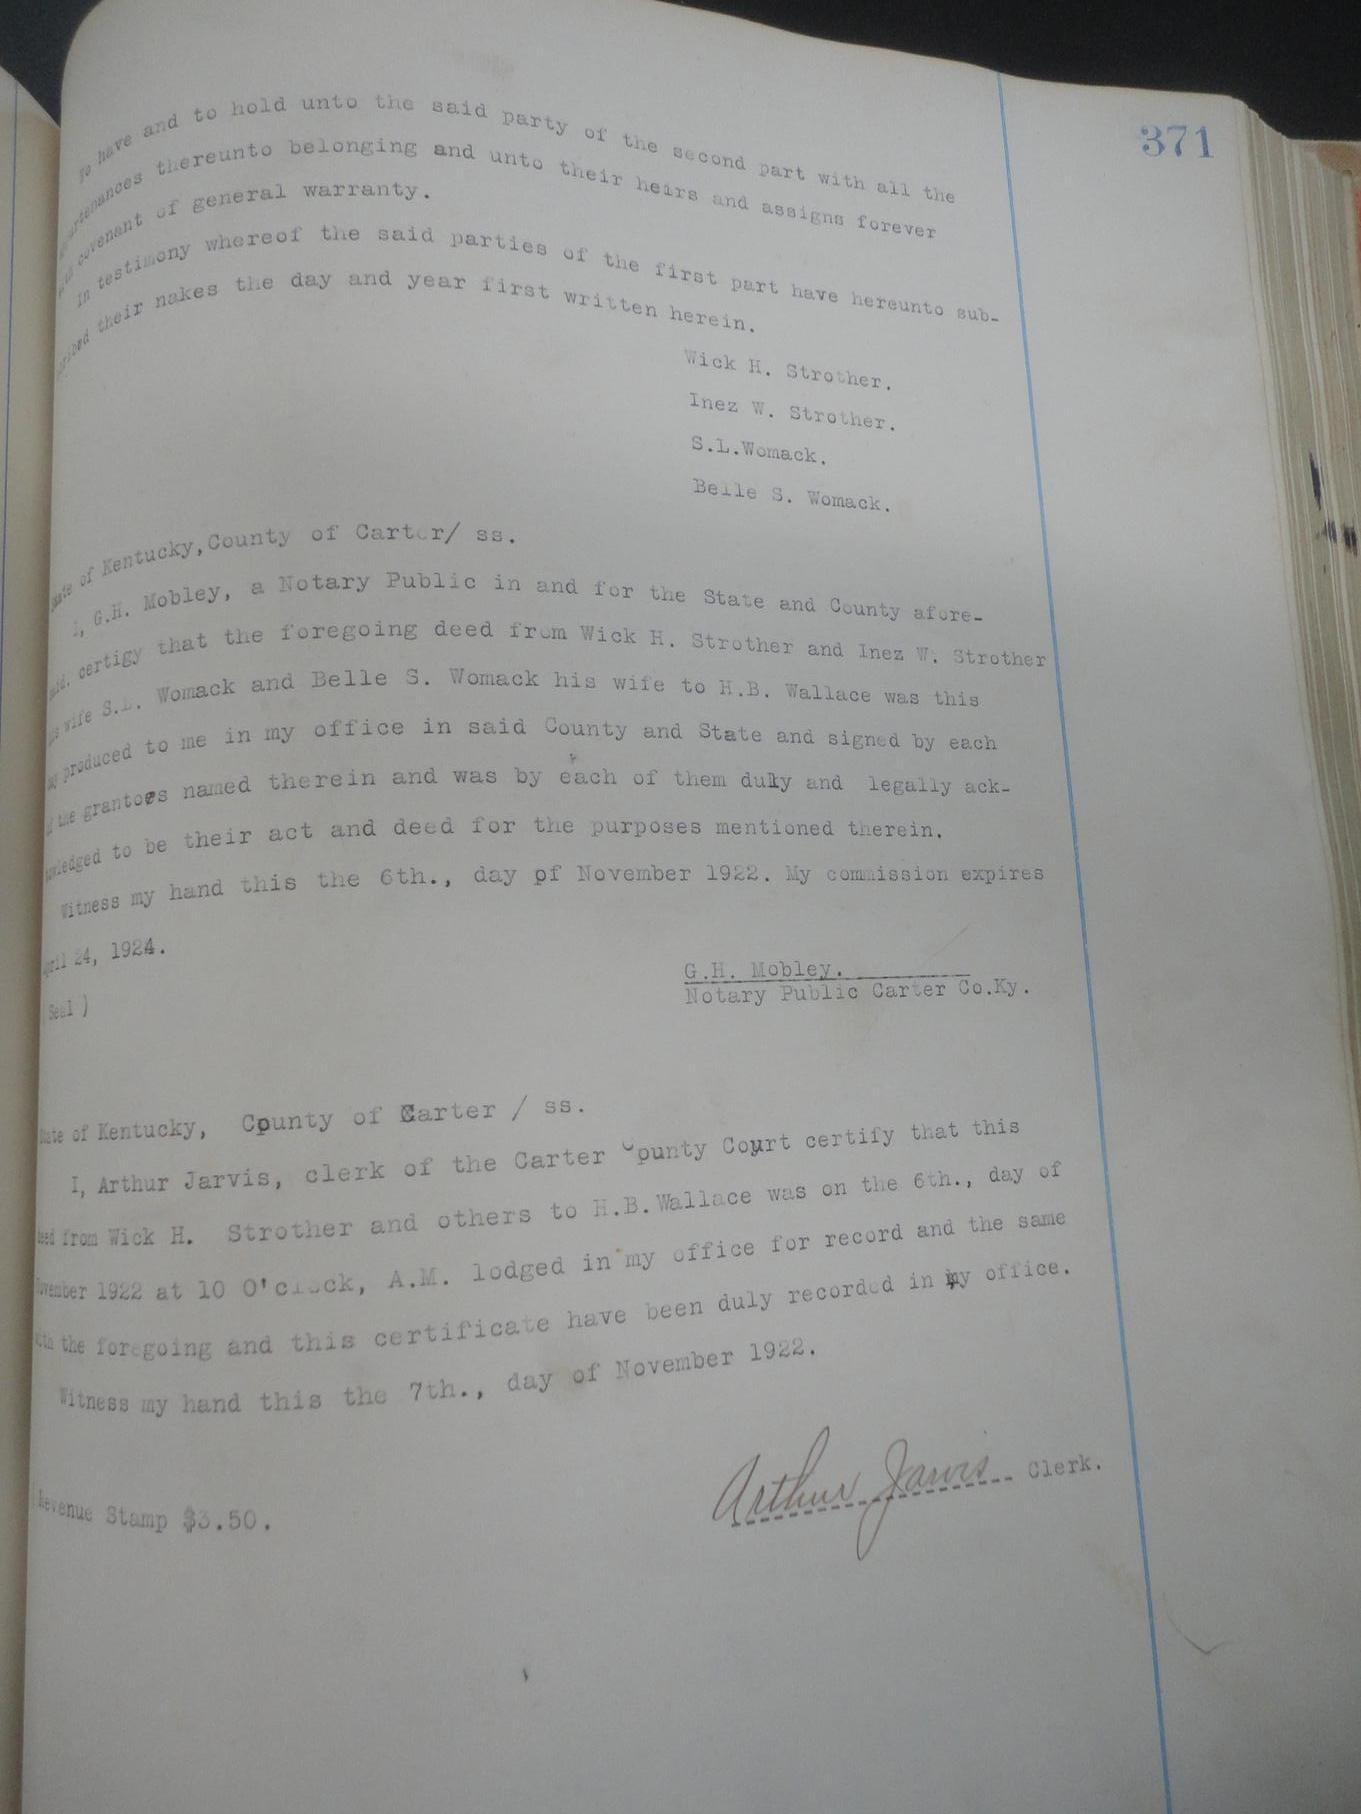 371
To have and to hold unto the said party of the second part with all the
appurtenances thereunto belonging and unto their heirs and assigns forever
with covenant of general warranty.
In testimony whereof the said parties of the first part have hereunto sub-
scribed their nakes the day and year first written herein.
Wick H. Strother.
Inez W. Strother.
S.L.Womack.
Belle S. Womack.
State of Kentucky,County of Carter/ ss.
I, G.H. Mobley, a Notary Public in and for the State and County afore-
said. certigy that the foregoing deed from Wick H. Strother and Inez W. Strother
his wife S.L. Womack and Belle S. Womack his wife to H.B. Wallace was this
day produced to me in my office in said County and State and signed by each
of the grantors named therein and was by each of them duly and legally ack-
nowledged to be their act and deed for the purposes mentioned therein.
Witness my hand this the 6th., day of November 1922. My commission expires
April 24, 1924.
G.H. Mobley.
( Seal )
Notary Public Carter Co.Ky.
State of Kentucky, County of Carter / ss.
I, Arthur Jarvis, clerk of the Carter County Court certify that this
deed from Wick H. Strother and others to H.B.Wallace was on the 6th., day of
November 1922 at 10 O'clock, A.M. lodged in my office for record and the same
with the foregoing and this certificate have been duly recorded in my office.
Witness my hand this the 7th., day of November 1922.
Arthur Jarvis Clerk.
Revenue Stamp $3.50.